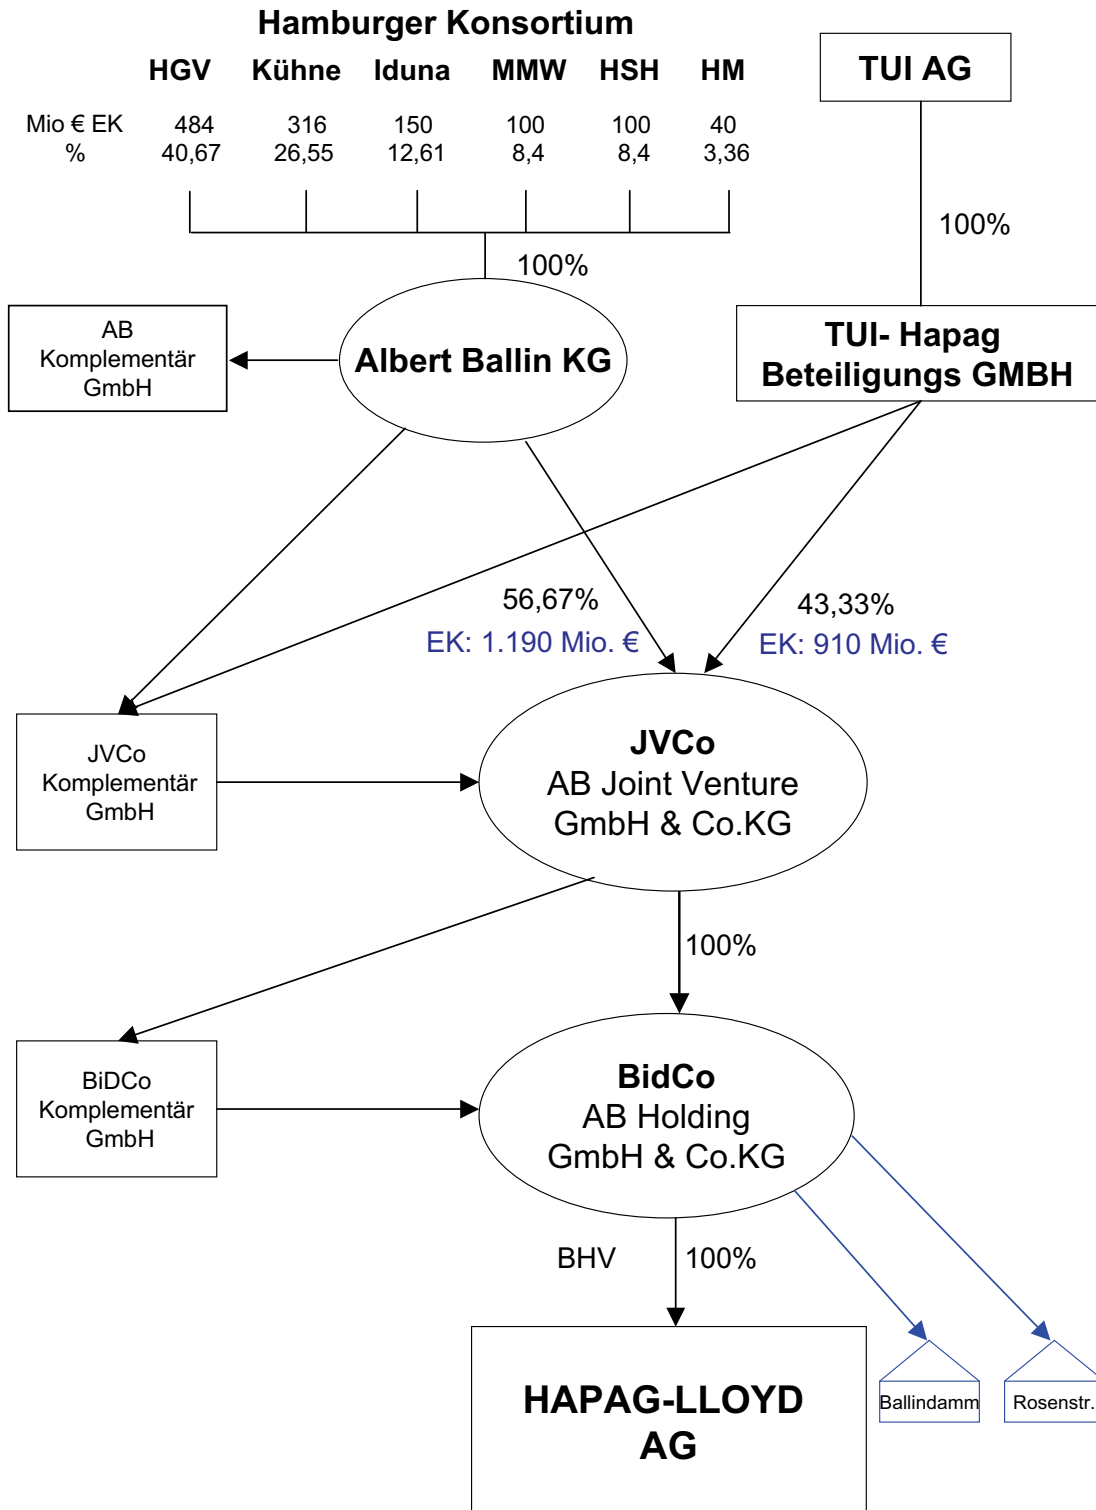 Hamburger Konsortium
HGV Kühne Iduna MMW HSH HM
Mio € EK 484 316 150 100 100 40
% 40,67 26,55 12,61 8,4 8,4 3,36
TUI AG
100%
100%
AB
Komplementär
GmbH
Albert Ballin KG
TUI- Hapag
Beteiligungs GMBH
56,67%
EK: 1.190 Mio. €
43,33%
EK: 910 Mio. €
JVCo
Komplementär
GmbH
JVCo
AB Joint Venture
GmbH & Co.KG
100%
BiDCo
Komplementär
GmbH
BidCo
AB Holding
GmbH & Co.KG
BHV 100%
HAPAG-LLOYD
AG
Ballindamm
Rosenstr.